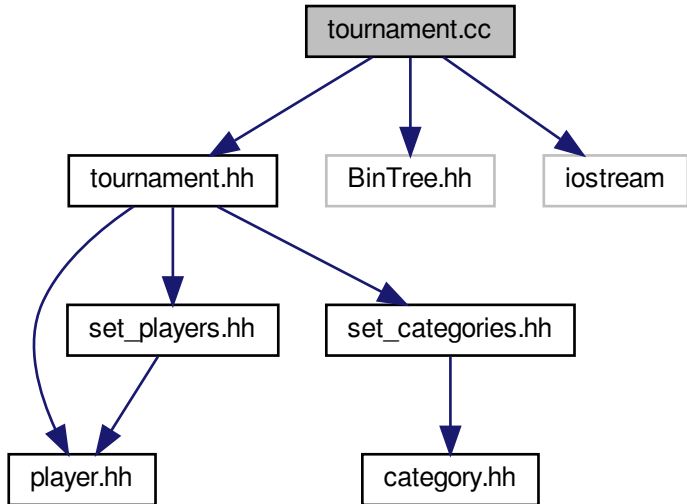 tournament.cc
tournament.hh
BinTree.hh
iostream
set_players.hh
set_categories.hh
player.hh
category.hh